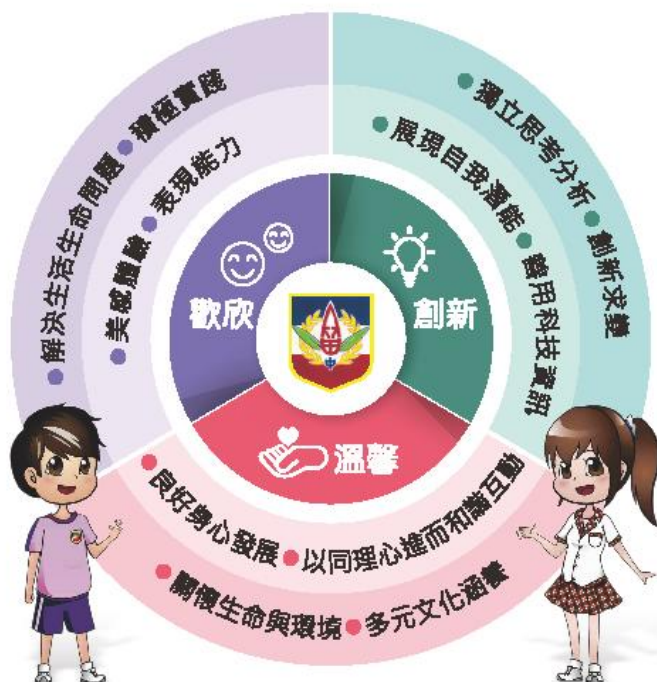 歡欣
創新
溫馨
●解決生活生命問題●積極實踐
●美感體驗●表現能力
●獨立思考分析●創新求變
●展現自我潛能●善用科技資訊
●良好身心發展●以同理心進而和諧互動
●關懷生命與環境●多元文化涵養